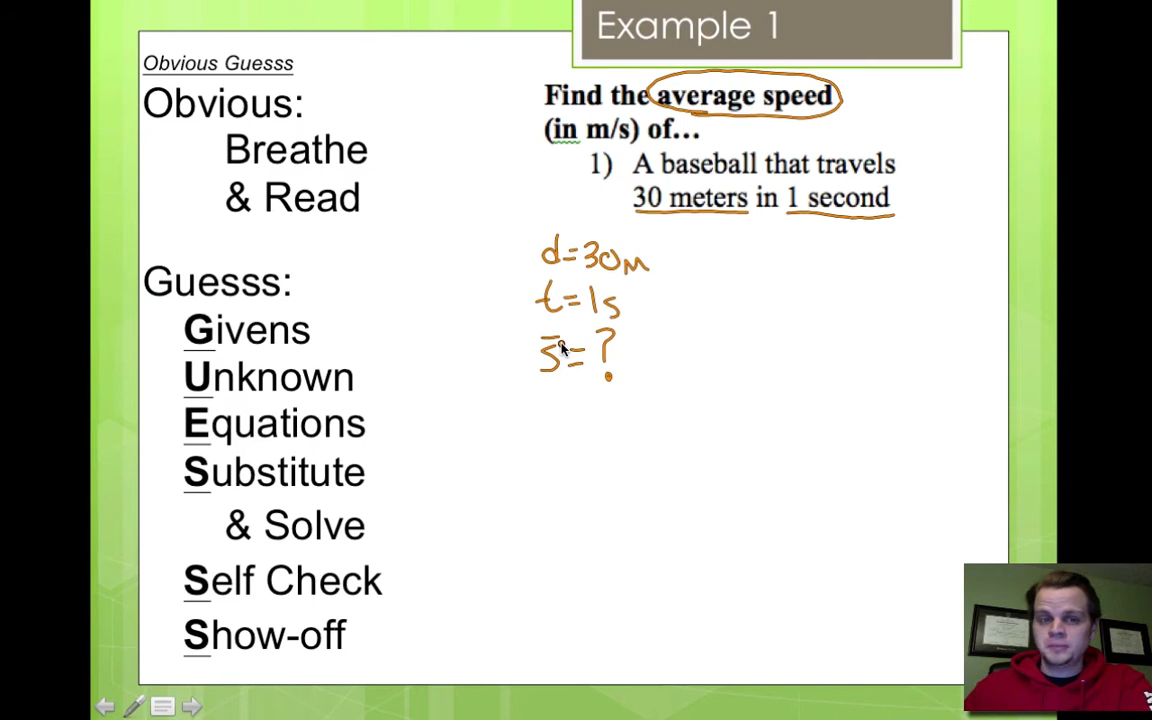 Example 1
Obvious Guesss
Obvious:
Breathe
& Read
Guesss:
Givens
Unknown
Equations
Substitute
& Solve
Self Check
Show-off
Find the average speed
(in m/s) of...
1) A baseball that travels
30 meters in 1 second
d=30m
t=1s
s̅=?